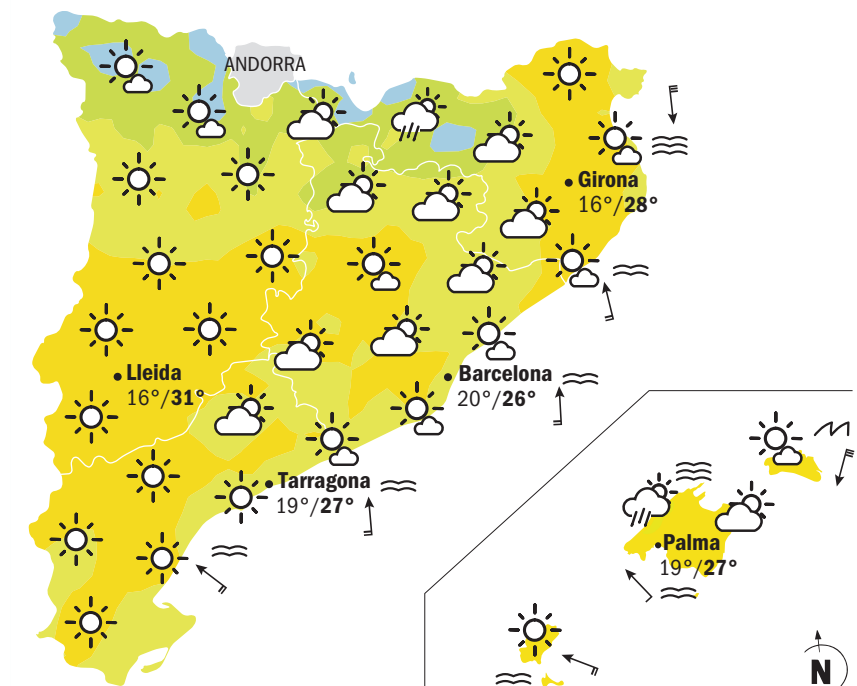 ANDORRA
Girona
16°/28°
Lleida
16°/31°
Barcelona
20°/26°
Tarragona
19°/27°
Palma
19°/27°
N